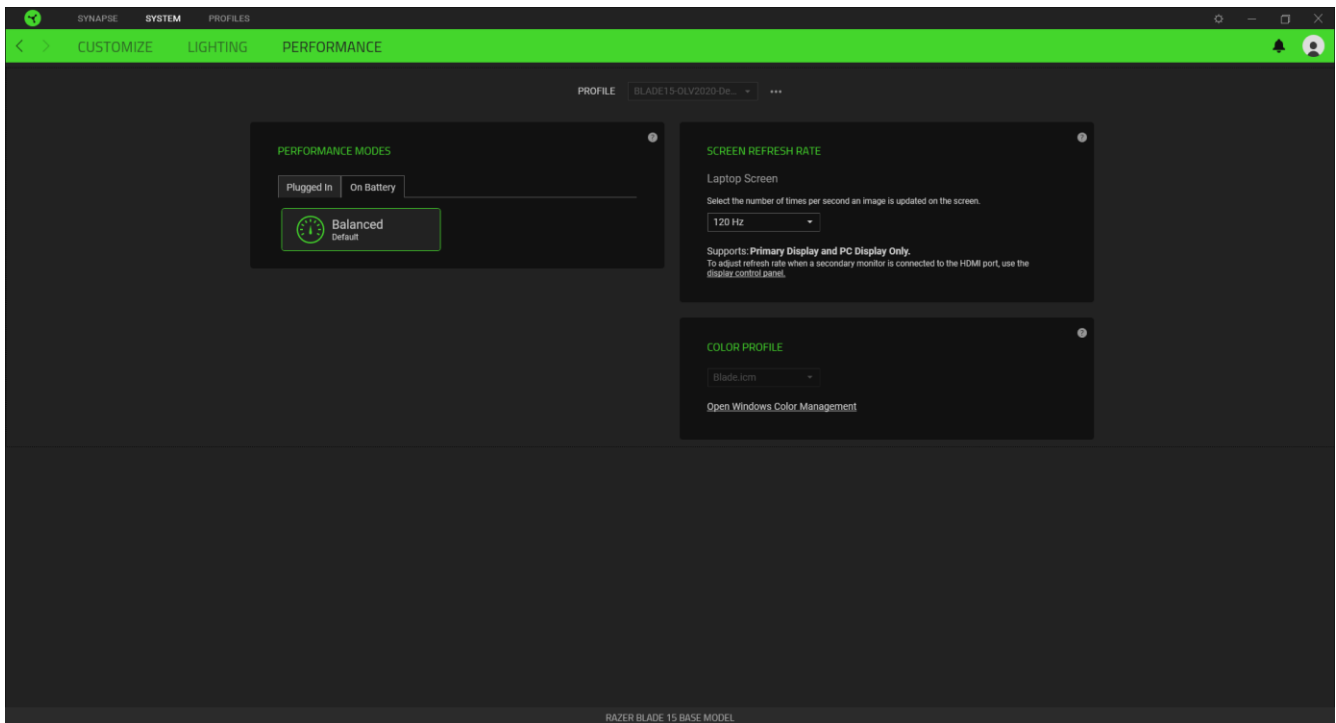 SYNAPSE SYSTEM PROFILES
CUSTOMIZE LIGHTING PERFORMANCE
PROFILE BLADE15-OLV2020-De...
PERFORMANCE MODES
Plugged In On Battery
Balanced
Default
SCREEN REFRESH RATE
Laptop Screen
Select the number of times per second an image is updated on the screen.
120 Hz
Supports: Primary Display and PC Display Only.
To adjust refresh rate when a secondary monitor is connected to the HDMI port, use the
display control panel.
COLOR PROFILE
Blade.icm
Open Windows Color Management
RAZER BLADE 15 BASE MODEL